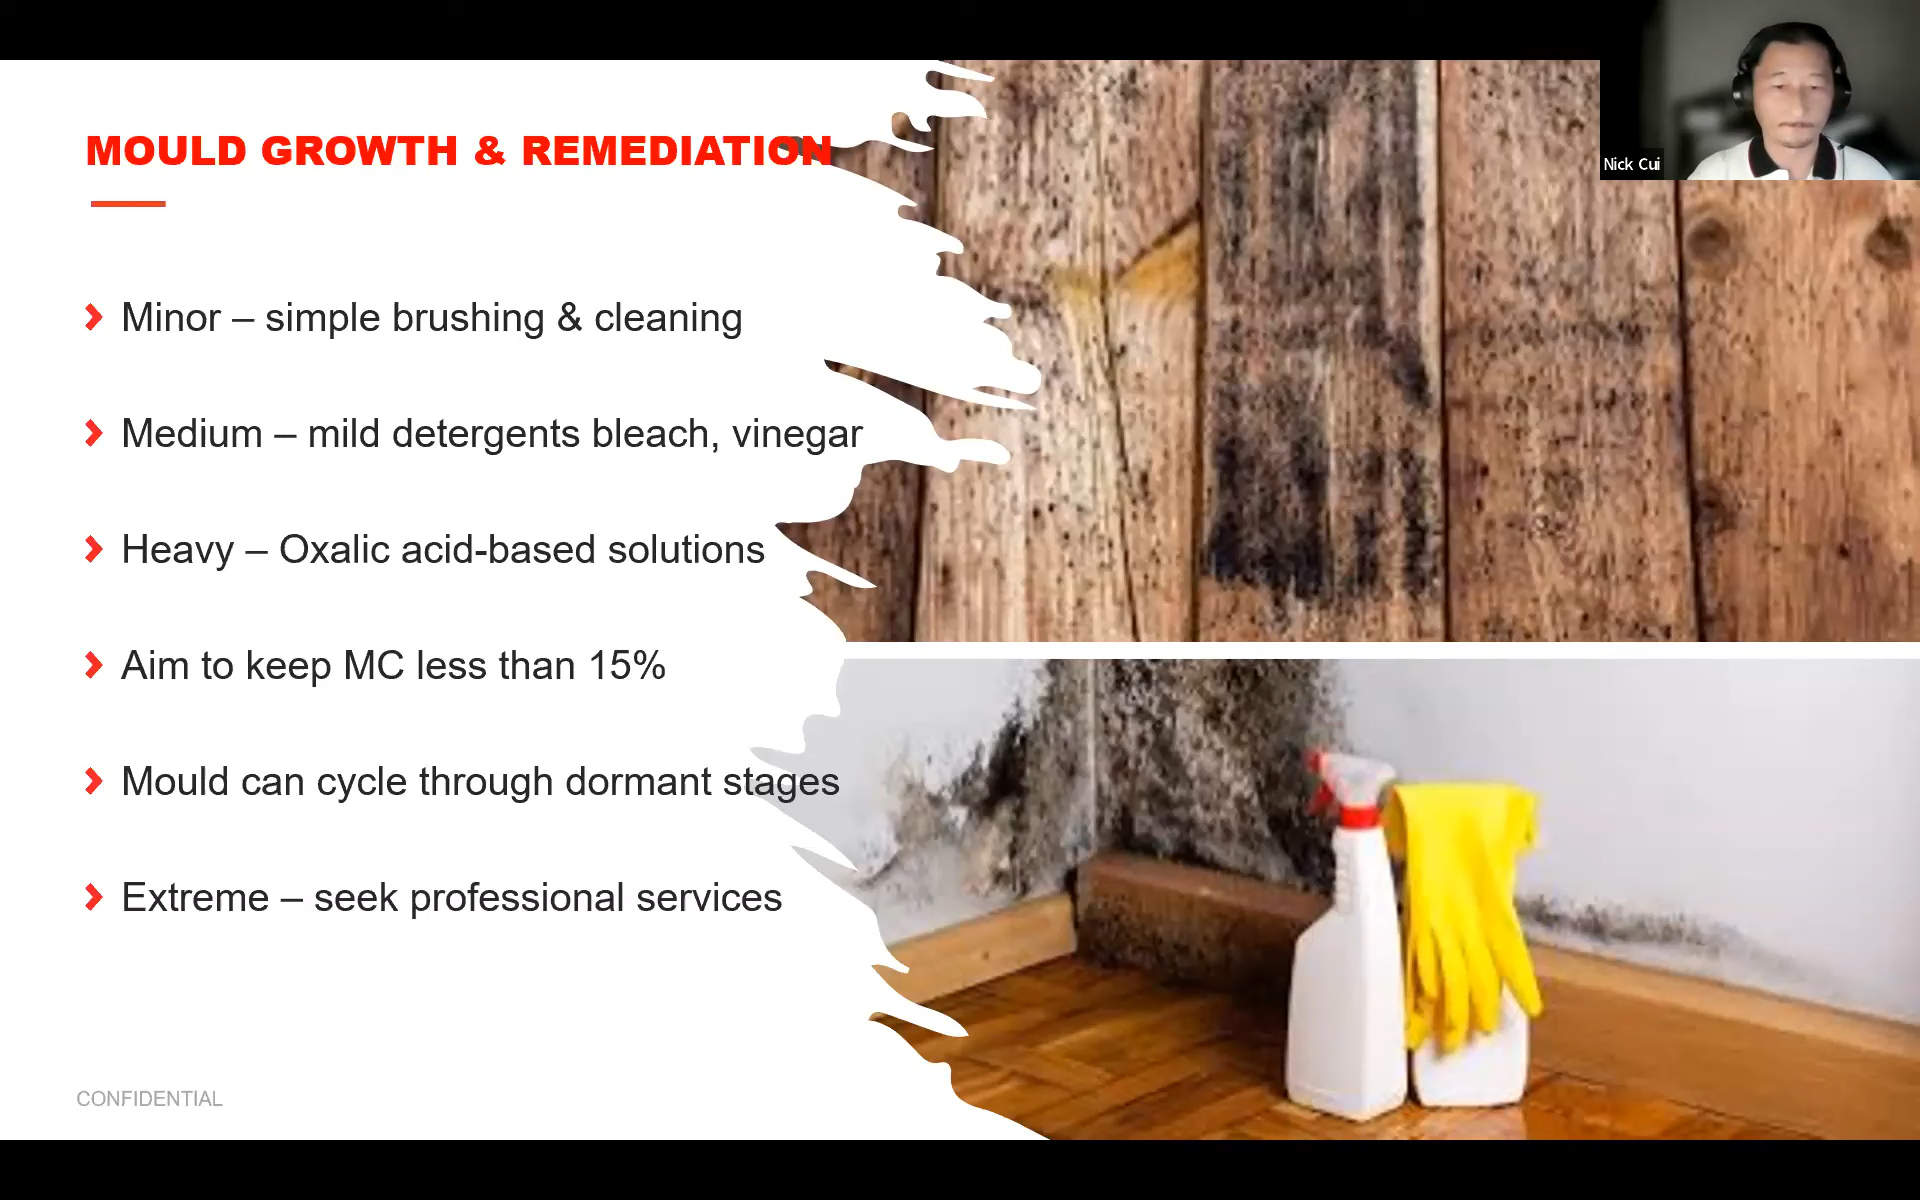 MOULD GROWTH & REMEDIATION
Minor – simple brushing & cleaning
Medium – mild detergents bleach, vinegar
Heavy – Oxalic acid-based solutions
Aim to keep MC less than 15%
Mould can cycle through dormant stages
Extreme – seek professional services
CONFIDENTIAL
Nick Cui